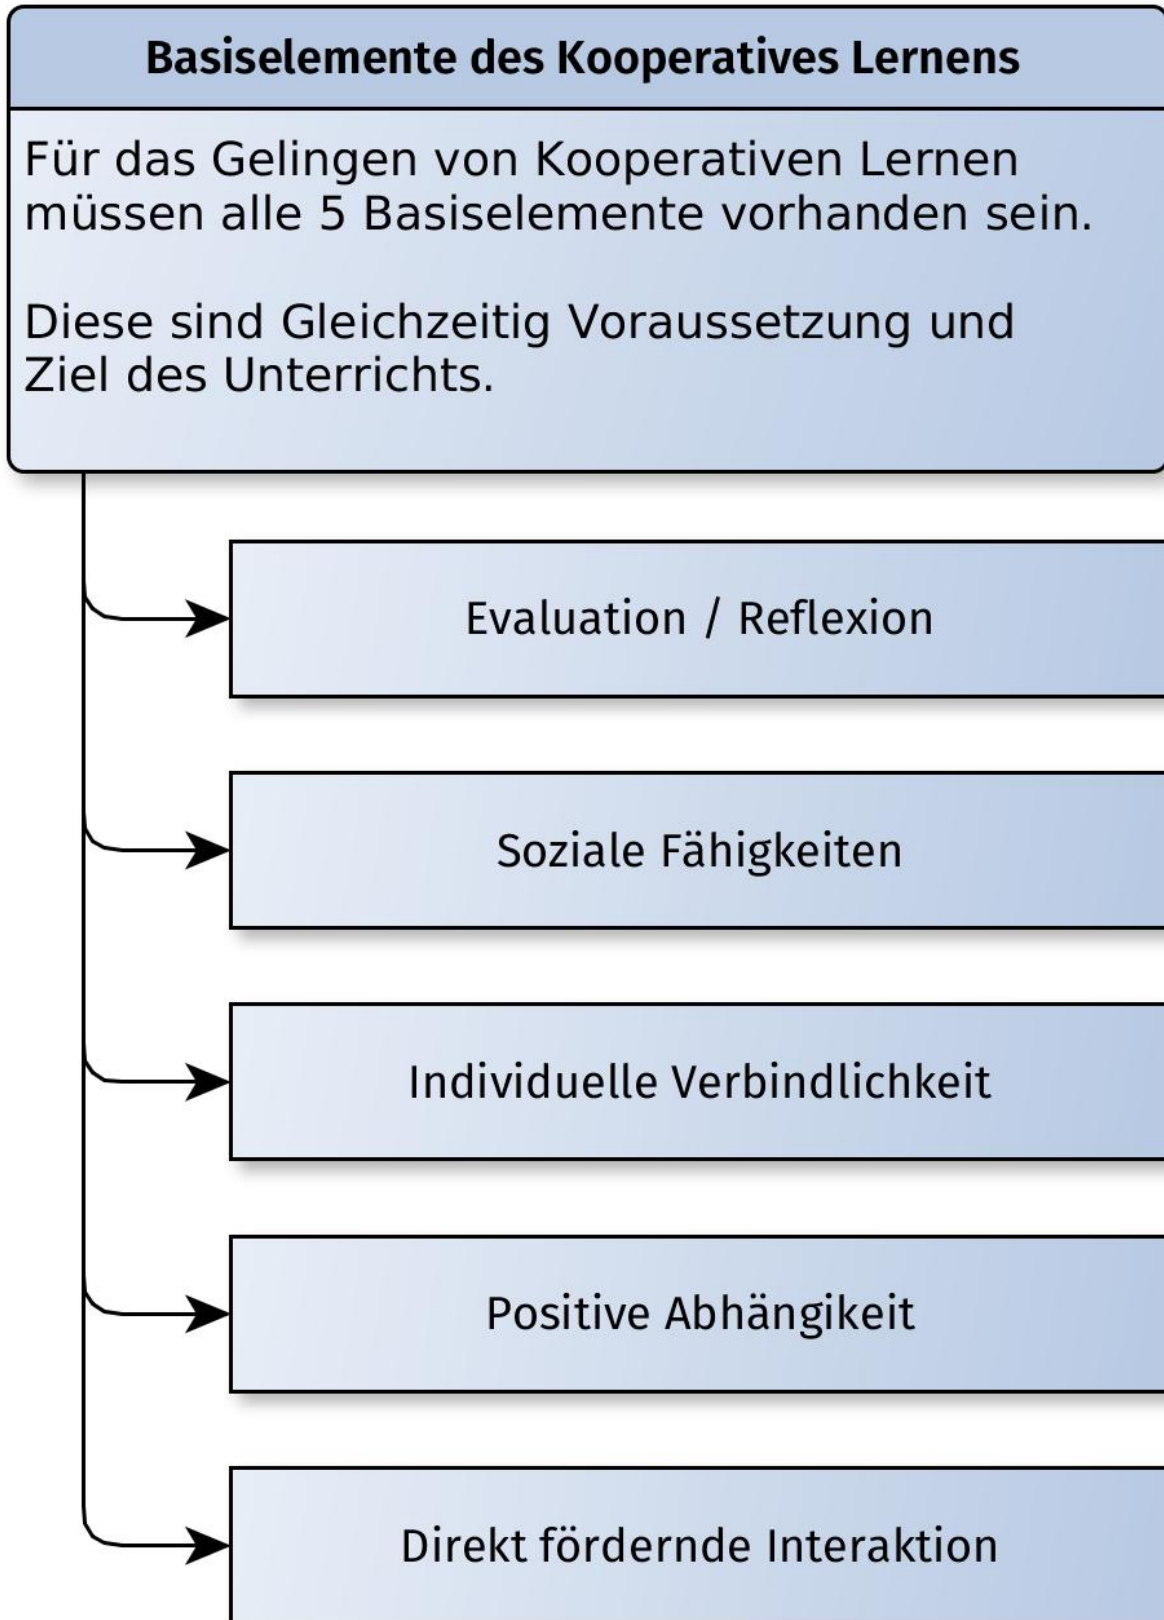 Basiselemente des Kooperatives Lernens
Für das Gelingen von Kooperativen Lernen
müssen alle 5 Basiselemente vorhanden sein.
Diese sind Gleichzeitig Voraussetzung und
Ziel des Unterrichts.
Evaluation / Reflexion
Soziale Fähigkeiten
Individuelle Verbindlichkeit
Positive Abhängikeit
Direkt fördernde Interaktion